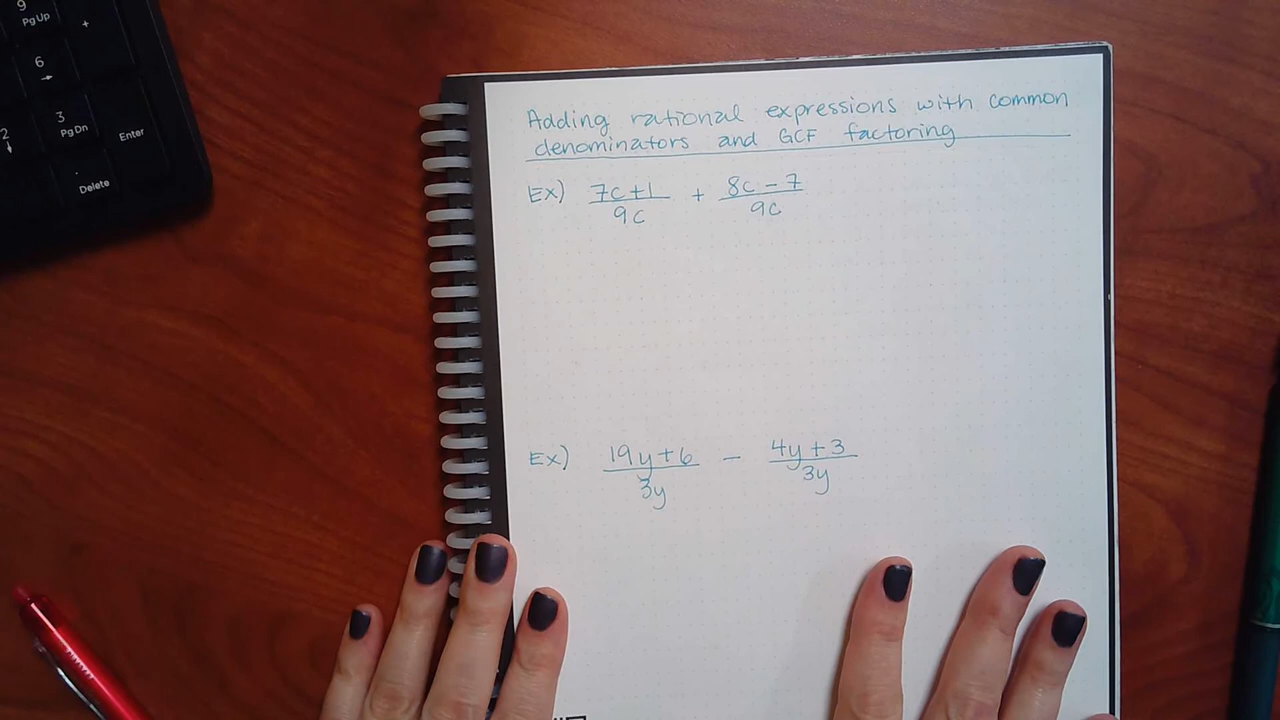 9
PgUp
+
6
→
3
PgDn
2
↓
Enter
.
Delete
Adding rational expressions with common
denominators and GCF factoring
Ex) 7c+1/9c + 8c-7/9c
Ex) 19y+6/3y - 4y+3/3y